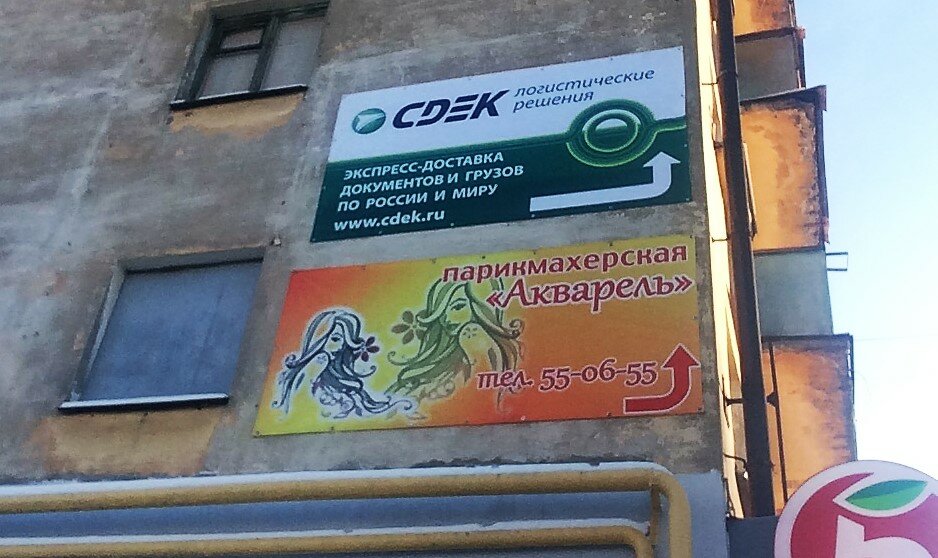 CDEK логистические
решения
ЭКСПРЕСС-ДОСТАВКА
ДОКУМЕНТОВ И ГРУЗОВ
ПО РОССИИ И МИРУ
www.cdek.ru
парикмахерская
«Акварель»
тел. 55-06-55